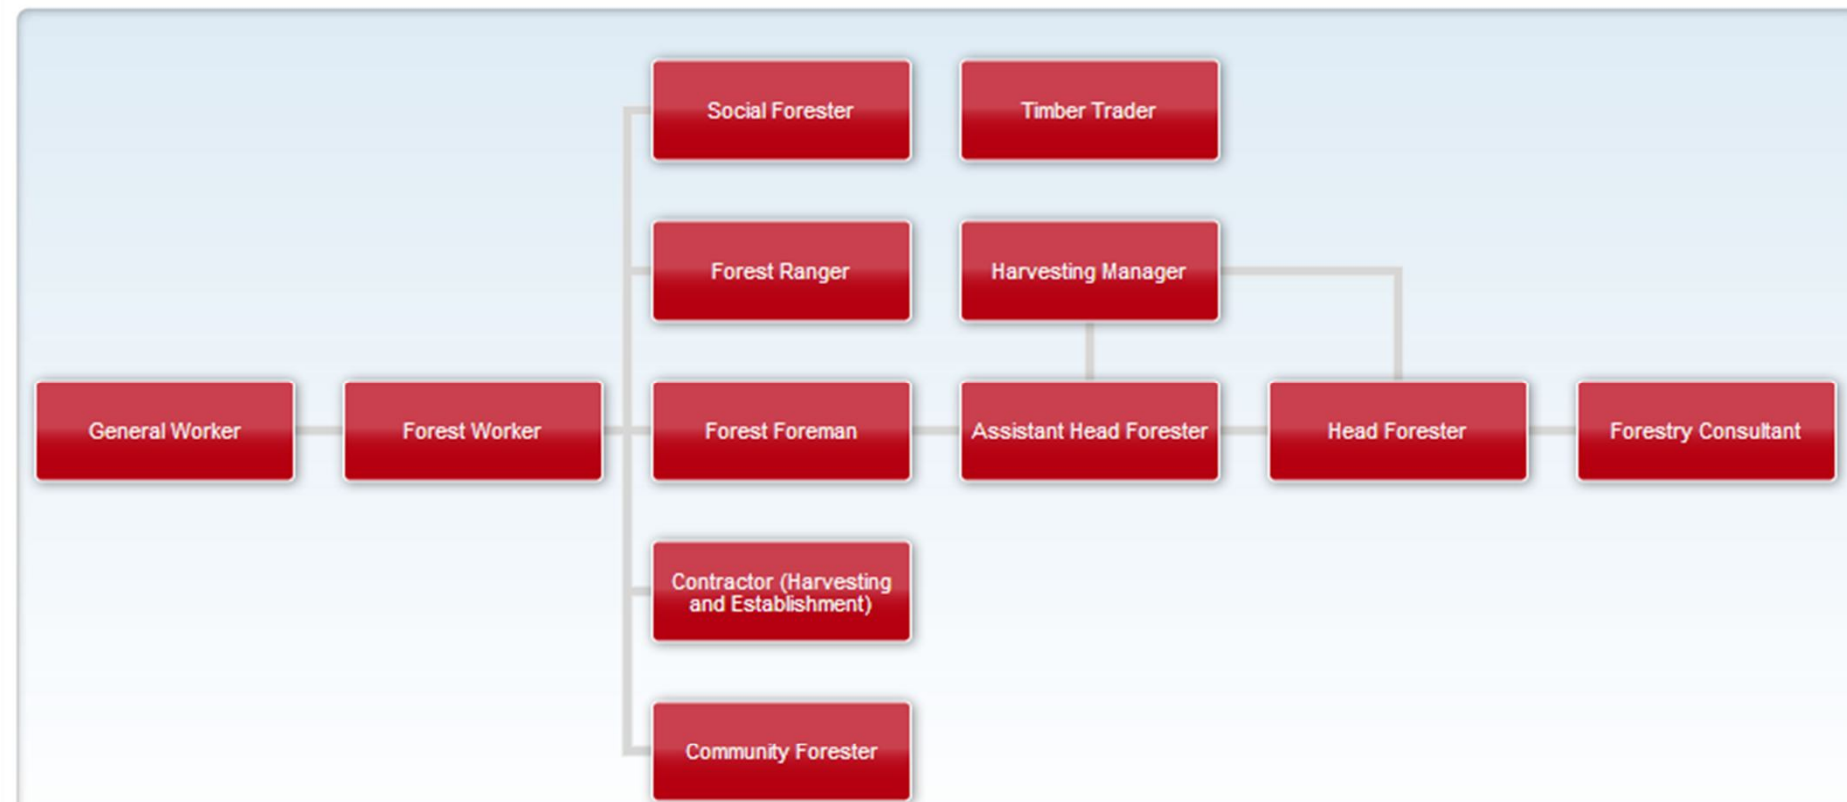 Social Forester
Timber Trader
Forest Ranger
Harvesting Manager
General Worker
Forest Worker
Forest Foreman
Assistant Head Forester
Head Forester
Forestry Consultant
Contractor (Harvesting
and Establishment)
Community Forester